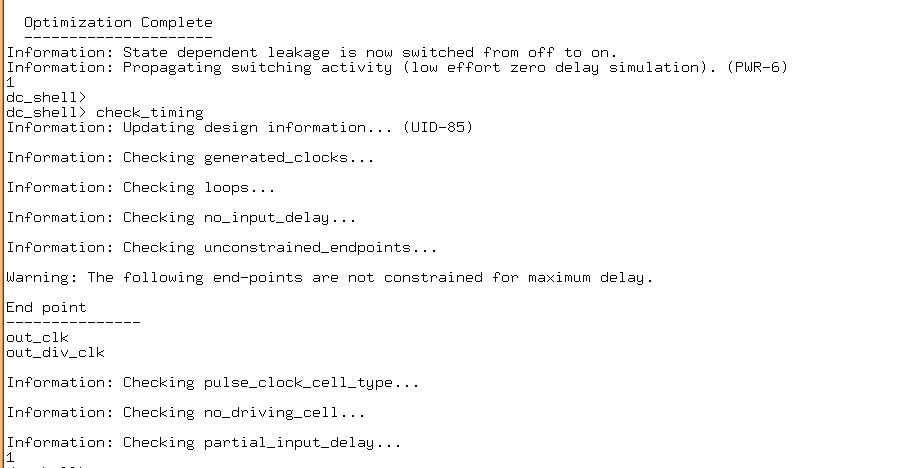 Optimization Complete
---------------------
Information: State dependent leakage is now switched from off to on.
Information: Propagating switching activity (low effort zero delay simulation). (PWR-6)
1
dc_shell>
dc_shell> check_timing
Information: Updating design information... (UID-85)
Information: Checking generated_clocks...
Information: Checking loops...
Information: Checking no_input_delay...
Information: Checking unconstrained_endpoints...
Warning: The following end-points are not constrained for maximum delay.
End point
---------------
out_clk
out_div_clk
Information: Checking pulse_clock_cell_type...
Information: Checking no_driving_cell...
Information: Checking partial_input_delay...
1